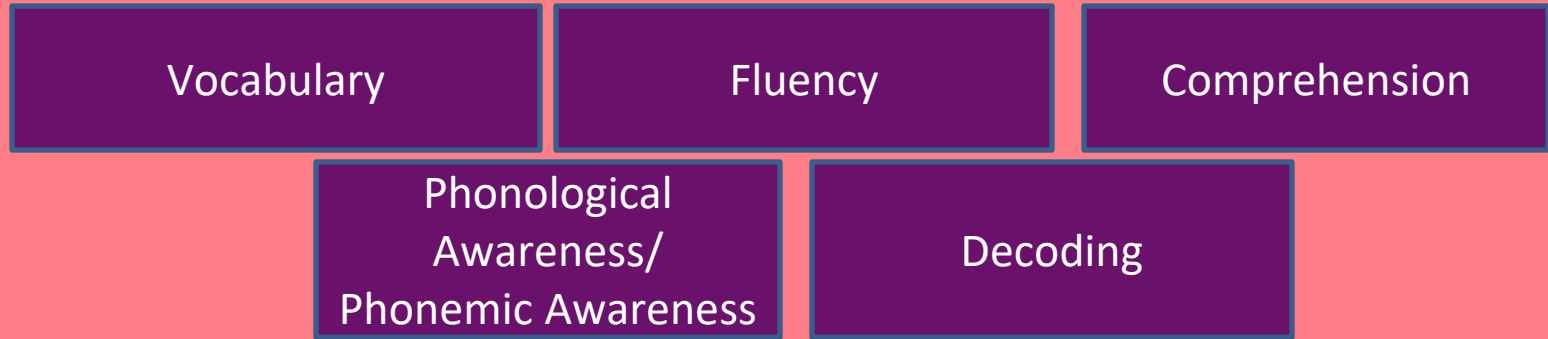 Vocabulary
Fluency
Comprehension
Phonological
Awareness/
Phonemic Awareness
Decoding